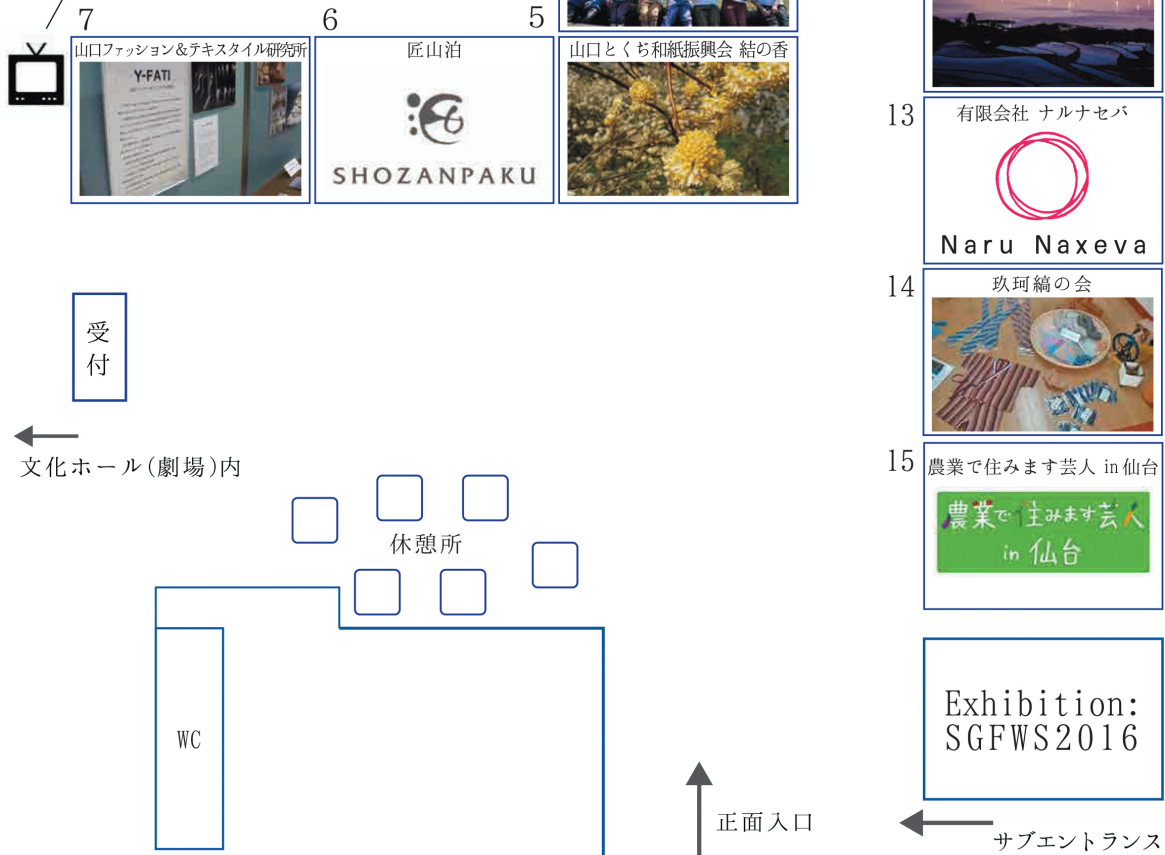 7
6
5
山口ファッション&テキスタイル研究所
Y-FATI
匠山泊
SHOZANPAKU
山口とくぢ和紙振興会 結の香
13
有限会社 ナルナセバ
Naru Naxeva
14
玖珂縞の会
15
農業で住みます芸人 in 仙台
農業で住みます芸人
in 仙台
受付
文化ホール(劇場)内
休憩所
WC
Exhibition:
SGFWS2016
正面入口
サブエントランス